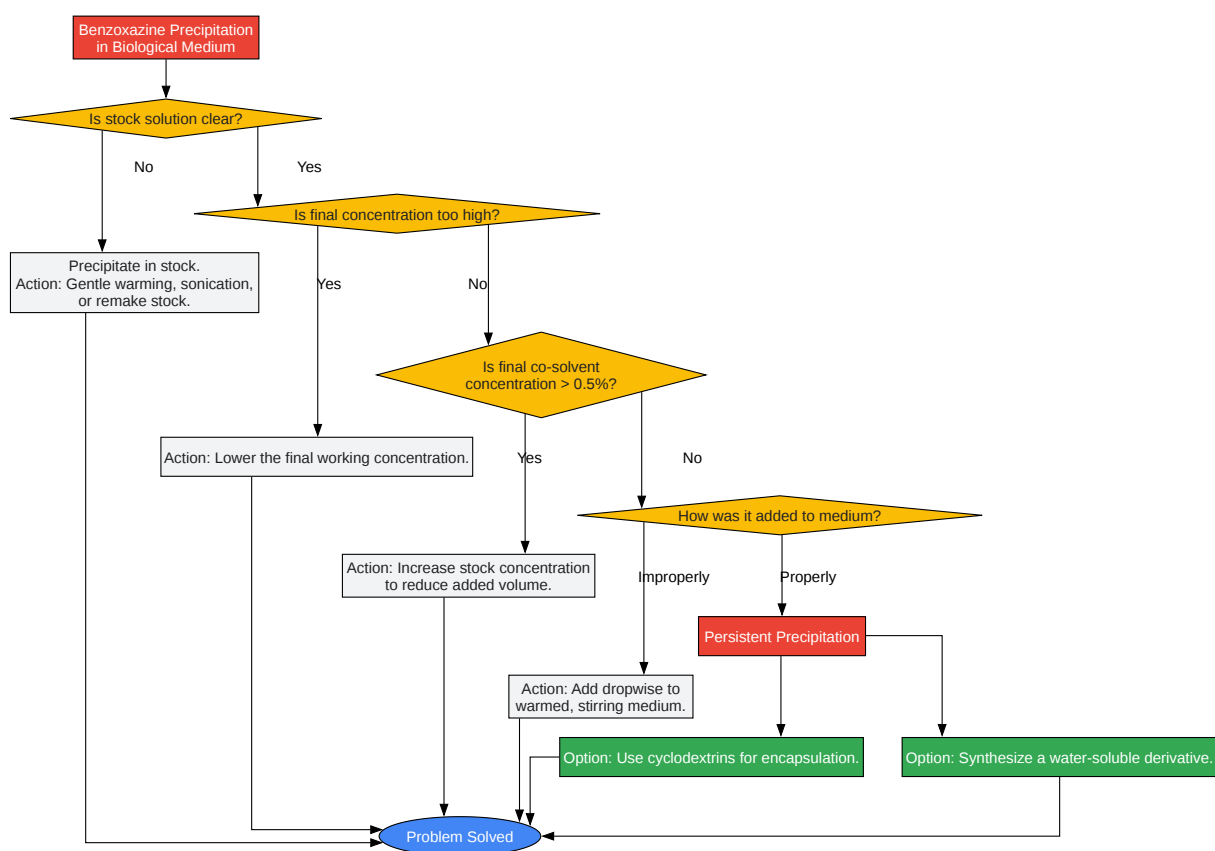 Benzoxazine Precipitation
in Biological Medium
Is stock solution clear?
No
Yes
Is final concentration too high?
Precipitate in stock.
Action: Gentle warming, sonication,
or remake stock.
Yes
No
Is final co-solvent
concentration > 0.5%?
Action: Lower the final working concentration.
Yes
No
How was it added to medium?
Action: Increase stock concentration
to reduce added volume.
Improperly
Properly
Persistent Precipitation
Action: Add dropwise to
warmed, stirring medium.
Option: Use cyclodextrins for encapsulation.
Option: Synthesize a water-soluble derivative.
Problem Solved